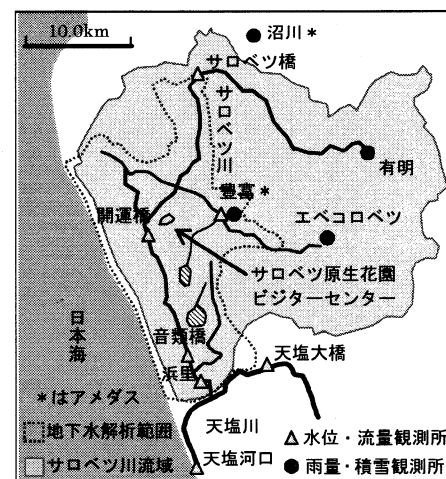 10.0km
沼川*
サロベツ橋
サロベツ川
有明
豊富*
エベコロベツ
開運橋
サロベツ原生花園
ビジターセンター
日本海
音類橋
浜里
天塩大橋
*はアメダス
地下水解析範囲
天塩川
△水位・流量観測所
サロベツ川流域
天塩河口
●雨量・積雪観測所